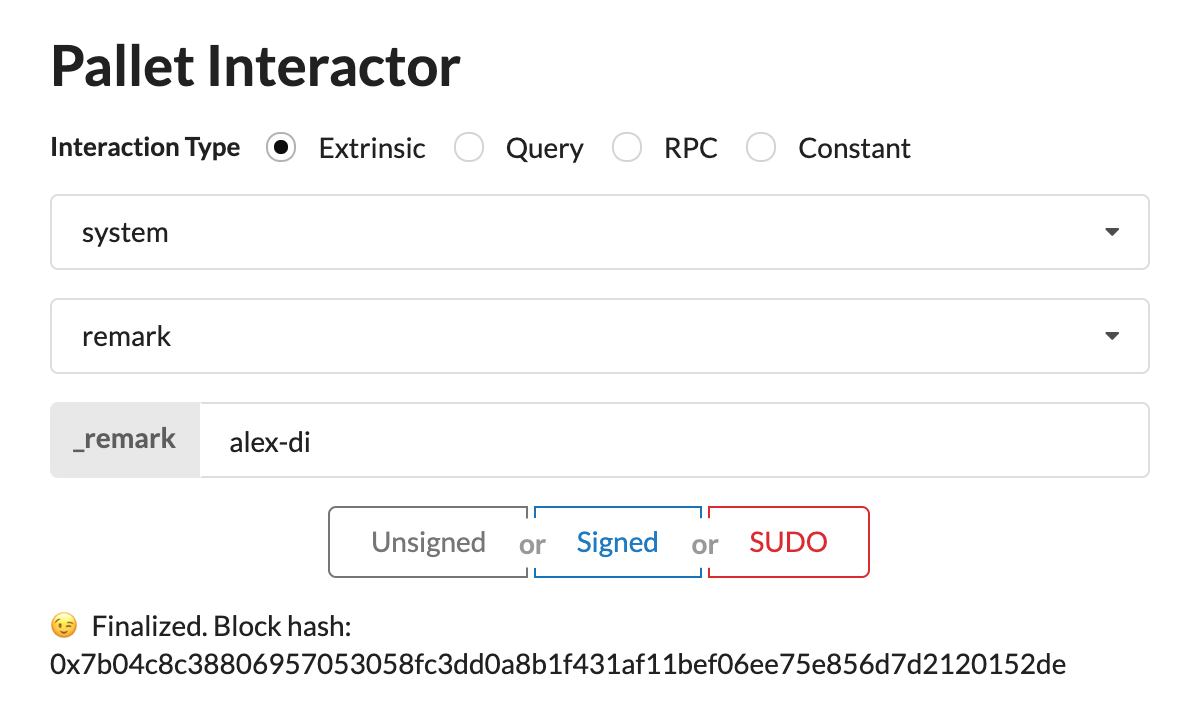 Pallet Interactor
Interaction Type Extrinsic Query RPC Constant
system
remark
_remark alex-di
Unsigned or Signed or SUDO
😉 Finalized. Block hash:
0x7b04c8c38806957053058fc3dd0a8b1f431af11bef06ee75e856d7d2120152de